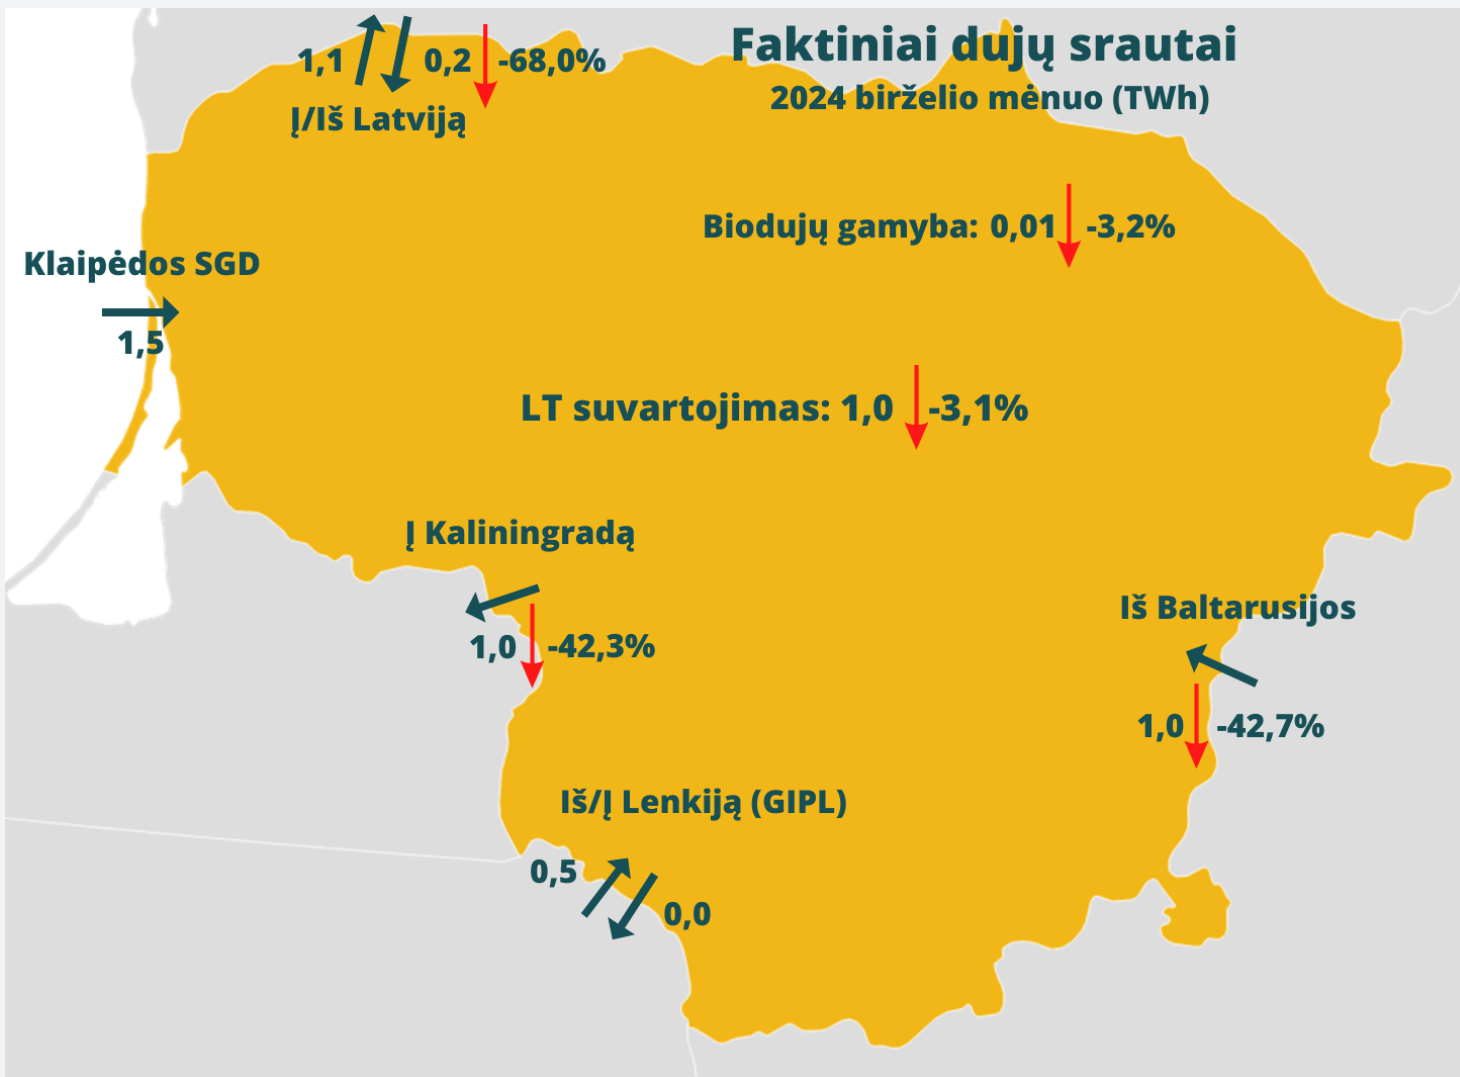 Faktiniai dujų srautai
2024 birželio mėnuo (TWh)
1,1 0,2 -68,0%
Į/Iš Latviją
Biodujų gamyba: 0,01 -3,2%
Klaipėdos SGD
1,5
LT suvartojimas: 1,0 -3,1%
Į Kaliningradą
1,0 -42,3%
Iš Baltarusijos
1,0 -42,7%
Iš/Į Lenkiją (GIPL)
0,5
0,0